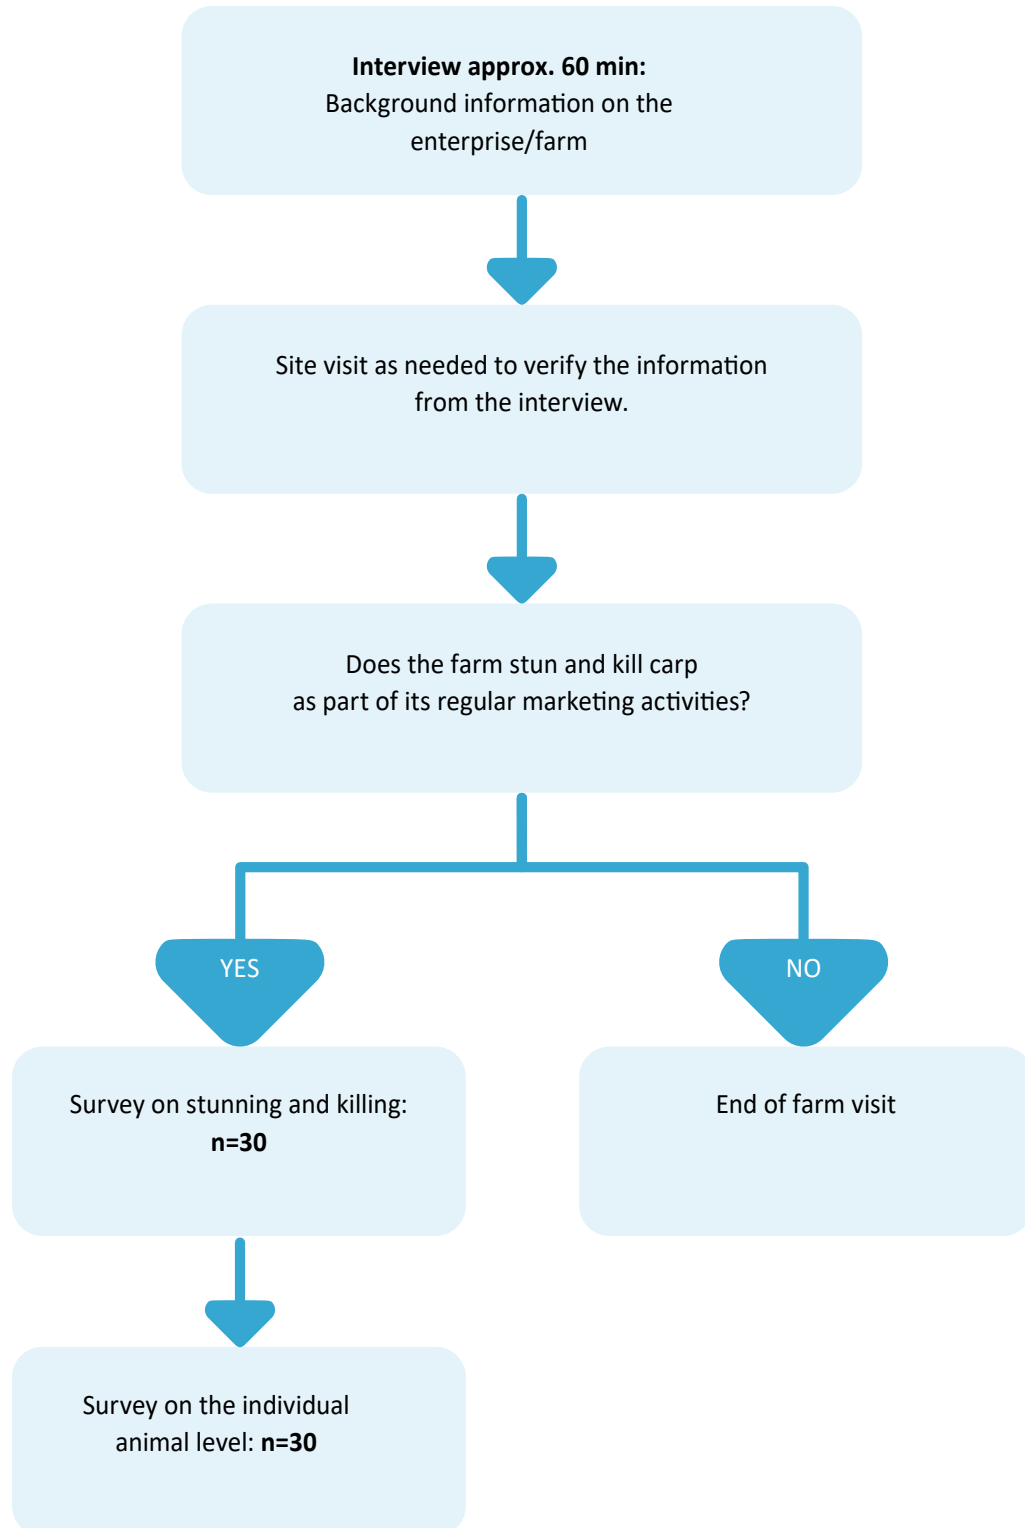 Interview approx. 60 min:
Background information on the
enterprise/farm
Site visit as needed to verify the information
from the interview.
Does the farm stun and kill carp
as part of its regular marketing activities?
YES
NO
Survey on stunning and killing:
n=30
End of farm visit
Survey on the individual
animal level: n=30